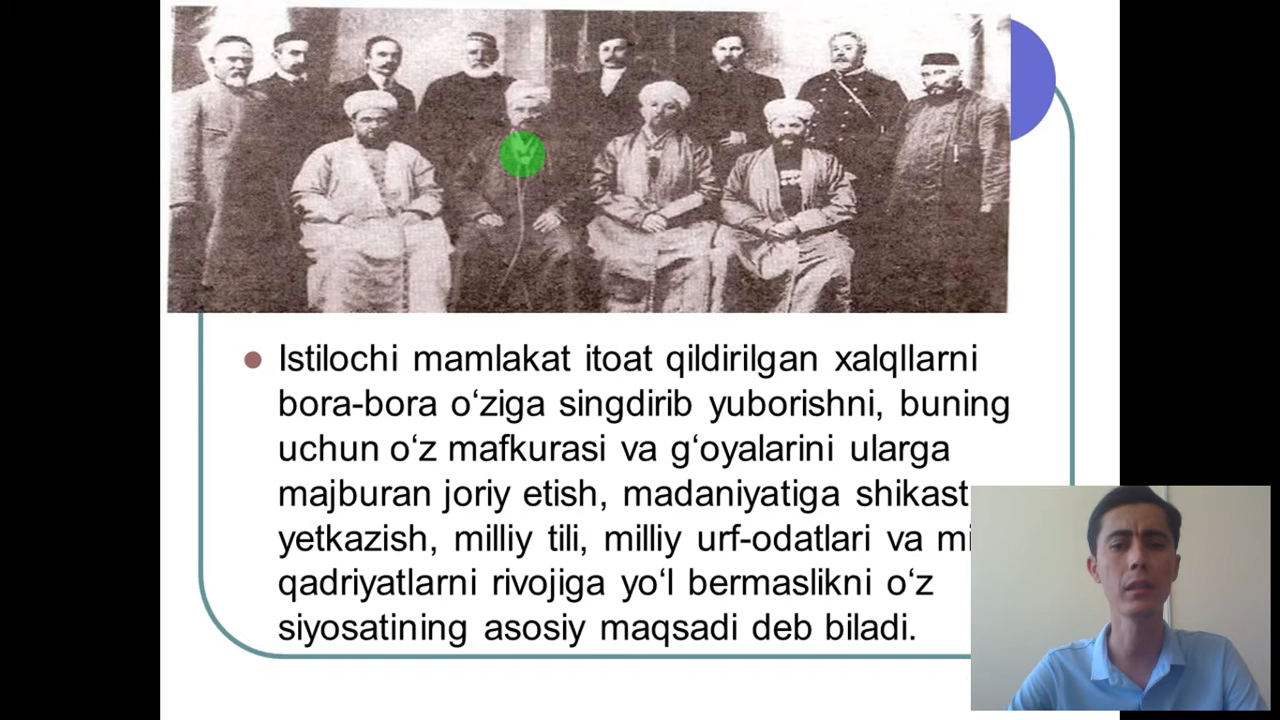 Istilochi mamlakat itoat qildirilgan xalqllarni
bora-bora o‘ziga singdirib yuborishni, buning
uchun o‘z mafkurasi va g‘oyalarini ularga
majburan joriy etish, madaniyatiga shikast
yetkazish, milliy tili, milliy urf-odatlari va
qadriyatlarni rivojiga yo‘l bermaslikni o‘z
siyosatining asosiy maqsadi deb biladi.